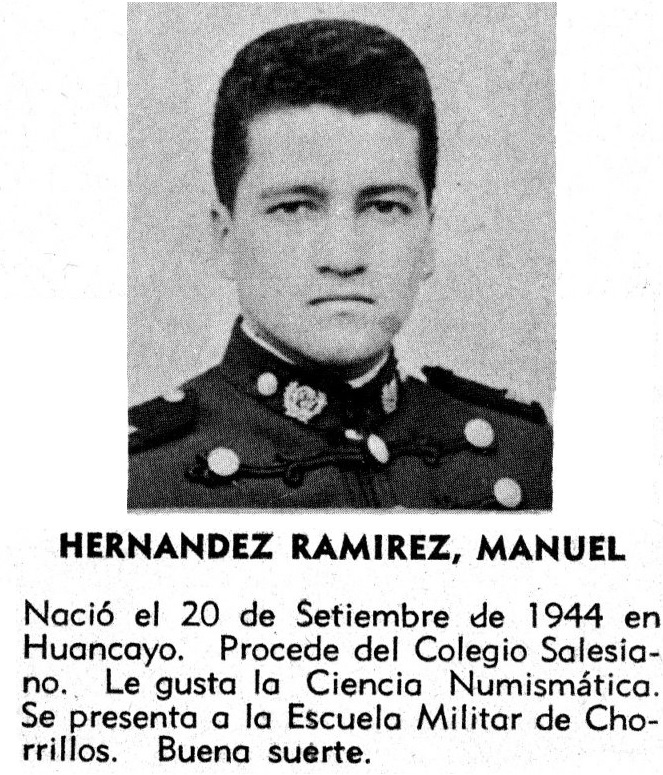 HERNANDEZ RAMIREZ, MANUEL
Nació el 20 de Setiembre de 1944 en
Huancayo. Procede del Colegio Salesia-
no. Le gusta la Ciencia Numismática.
Se presenta a la Escuela Militar de Cho-
rrillos. Buena suerte.